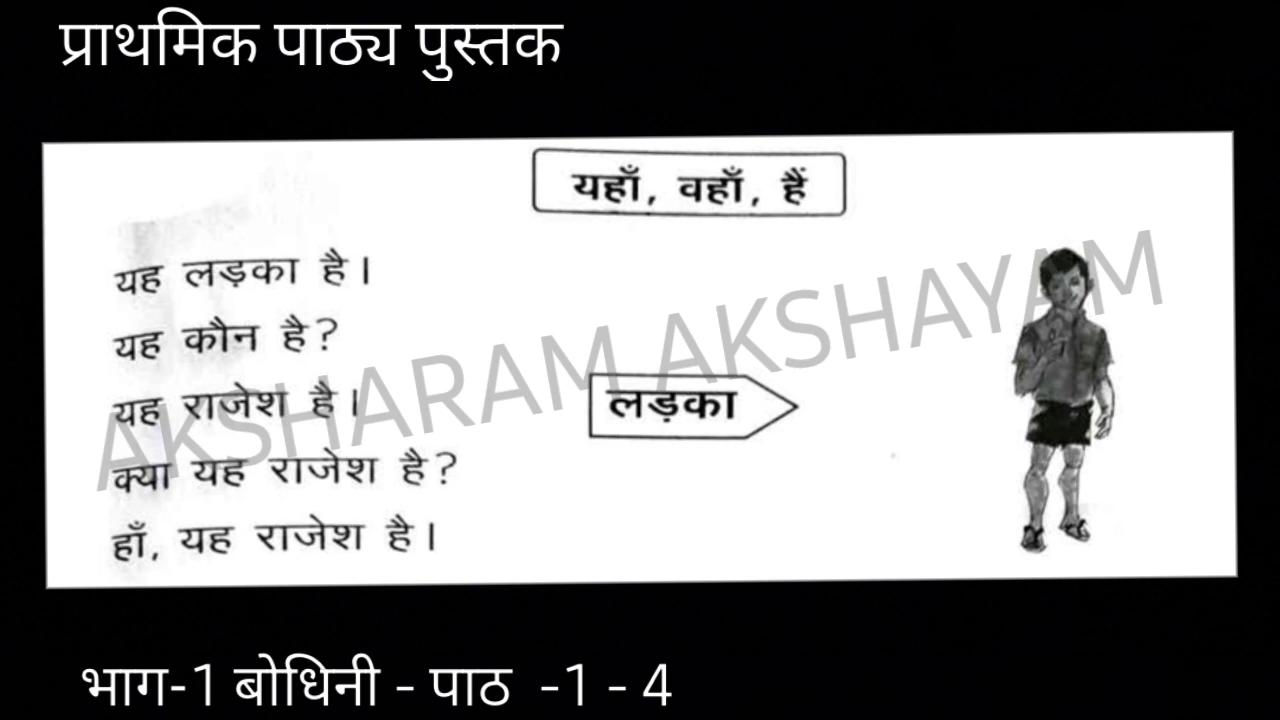 प्राथमिक पाठ्य पुस्तक
यहाँ, वहाँ, हैं
यह लड़का है।
यह कौन है?
यह राजेश है।
लड़का
क्या यह राजेश है?
हाँ, यह राजेश है।
AKSHARAM AKSHAYAM
भाग-1 बोधिनी - पाठ -1 - 4